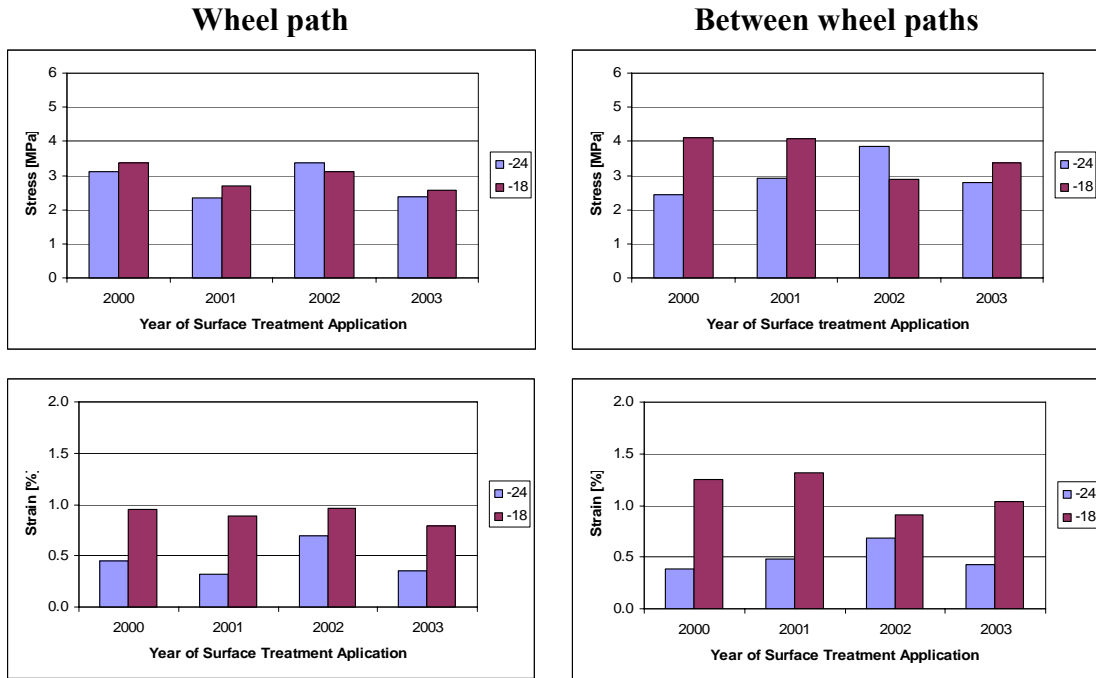 Wheel path
Between wheel paths
6
5
4
3
2
1
0
Stress [MPa]
2000 2001 2002 2003
Year of Surface Treatment Application
-24
-18
6
5
4
3
2
1
0
Stress [MPa]
2000 2001 2002 2003
Year of Surface treatment Application
-24
-18
2.0
1.5
1.0
0.5
0.0
Strain [%]
2000 2001 2002 2003
Year of Surface Treatment Aplication
-24
-18
2.0
1.5
1.0
0.5
0.0
Strain [%]
2000 2001 2002 2003
Year of Surface Treatment Application
-24
-18